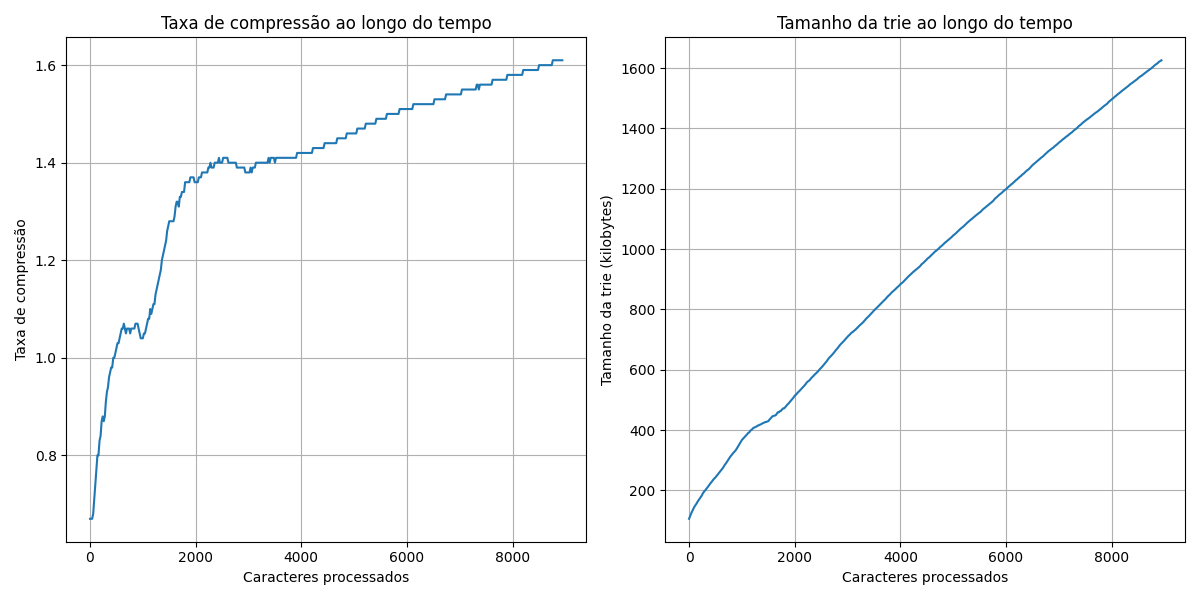 Taxa de compressão ao longo do tempo
Taxa de compressão
1.6
1.4
1.2
1.0
0.8
0 2000 4000 6000 8000
Caracteres processados
Tamanho da trie ao longo do tempo
Tamanho da trie (kilobytes)
1600
1400
1200
1000
800
600
400
200
0 2000 4000 6000 8000
Caracteres processados